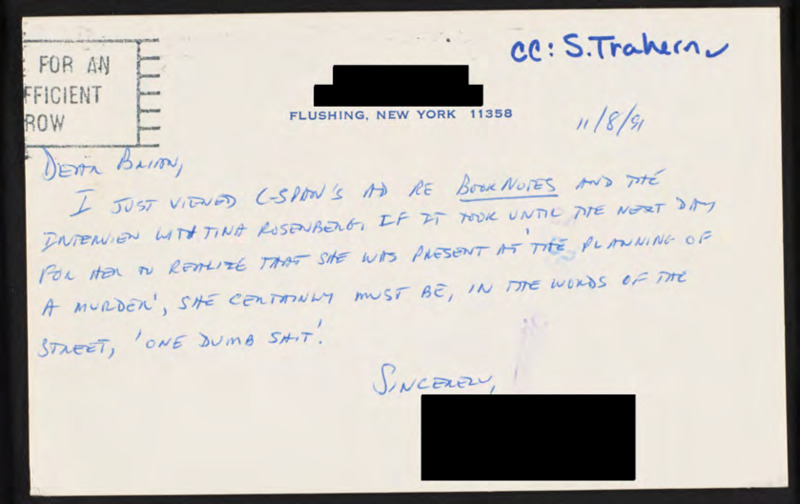 FOR AN
FFICIENT
ROW
cc: S. Trahern
FLUSHING, NEW YORK 11358
11/8/91
DEAR BRIAN,
I JUST VIEWED C-SPAN'S AD RE BOOKNOTES AND THE
INTERVIEW WITH TINA ROSENBERG. IF IT TOOK UNTIL THE NEXT DAY
FOR HER TO REALIZE THAT SHE WAS PRESENT AT 'THE PLANNING OF
A MURDER', SHE CERTAINLY MUST BE, IN THE WORDS OF THE
STREET, 'ONE DUMB SHIT'.
SINCERELY,